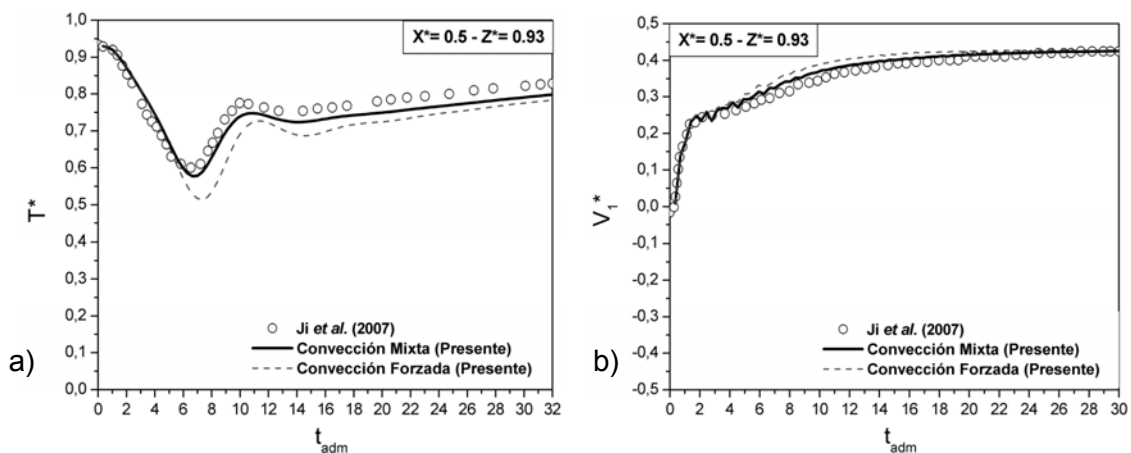 a)
T*
1,0
0,9
0,8
0,7
0,6
0,5
0,4
0,3
0,2
0,1
0,0
X*= 0.5 - Z*= 0.93
Ji et al. (2007)
Convección Mixta (Presente)
Convección Forzada (Presente)
0 2 4 6 8 10 12 14 16 18 20 22 24 26 28 30 32
t_adm
b)
V₁*
0,5
0,4
0,3
0,2
0,1
0,0
-0,1
-0,2
-0,3
-0,4
-0,5
X*= 0.5 - Z*= 0.93
Ji et al. (2007)
Convección Mixta (Presente)
Convección Forzada (Presente)
0 2 4 6 8 10 12 14 16 18 20 22 24 26 28 30
t_adm